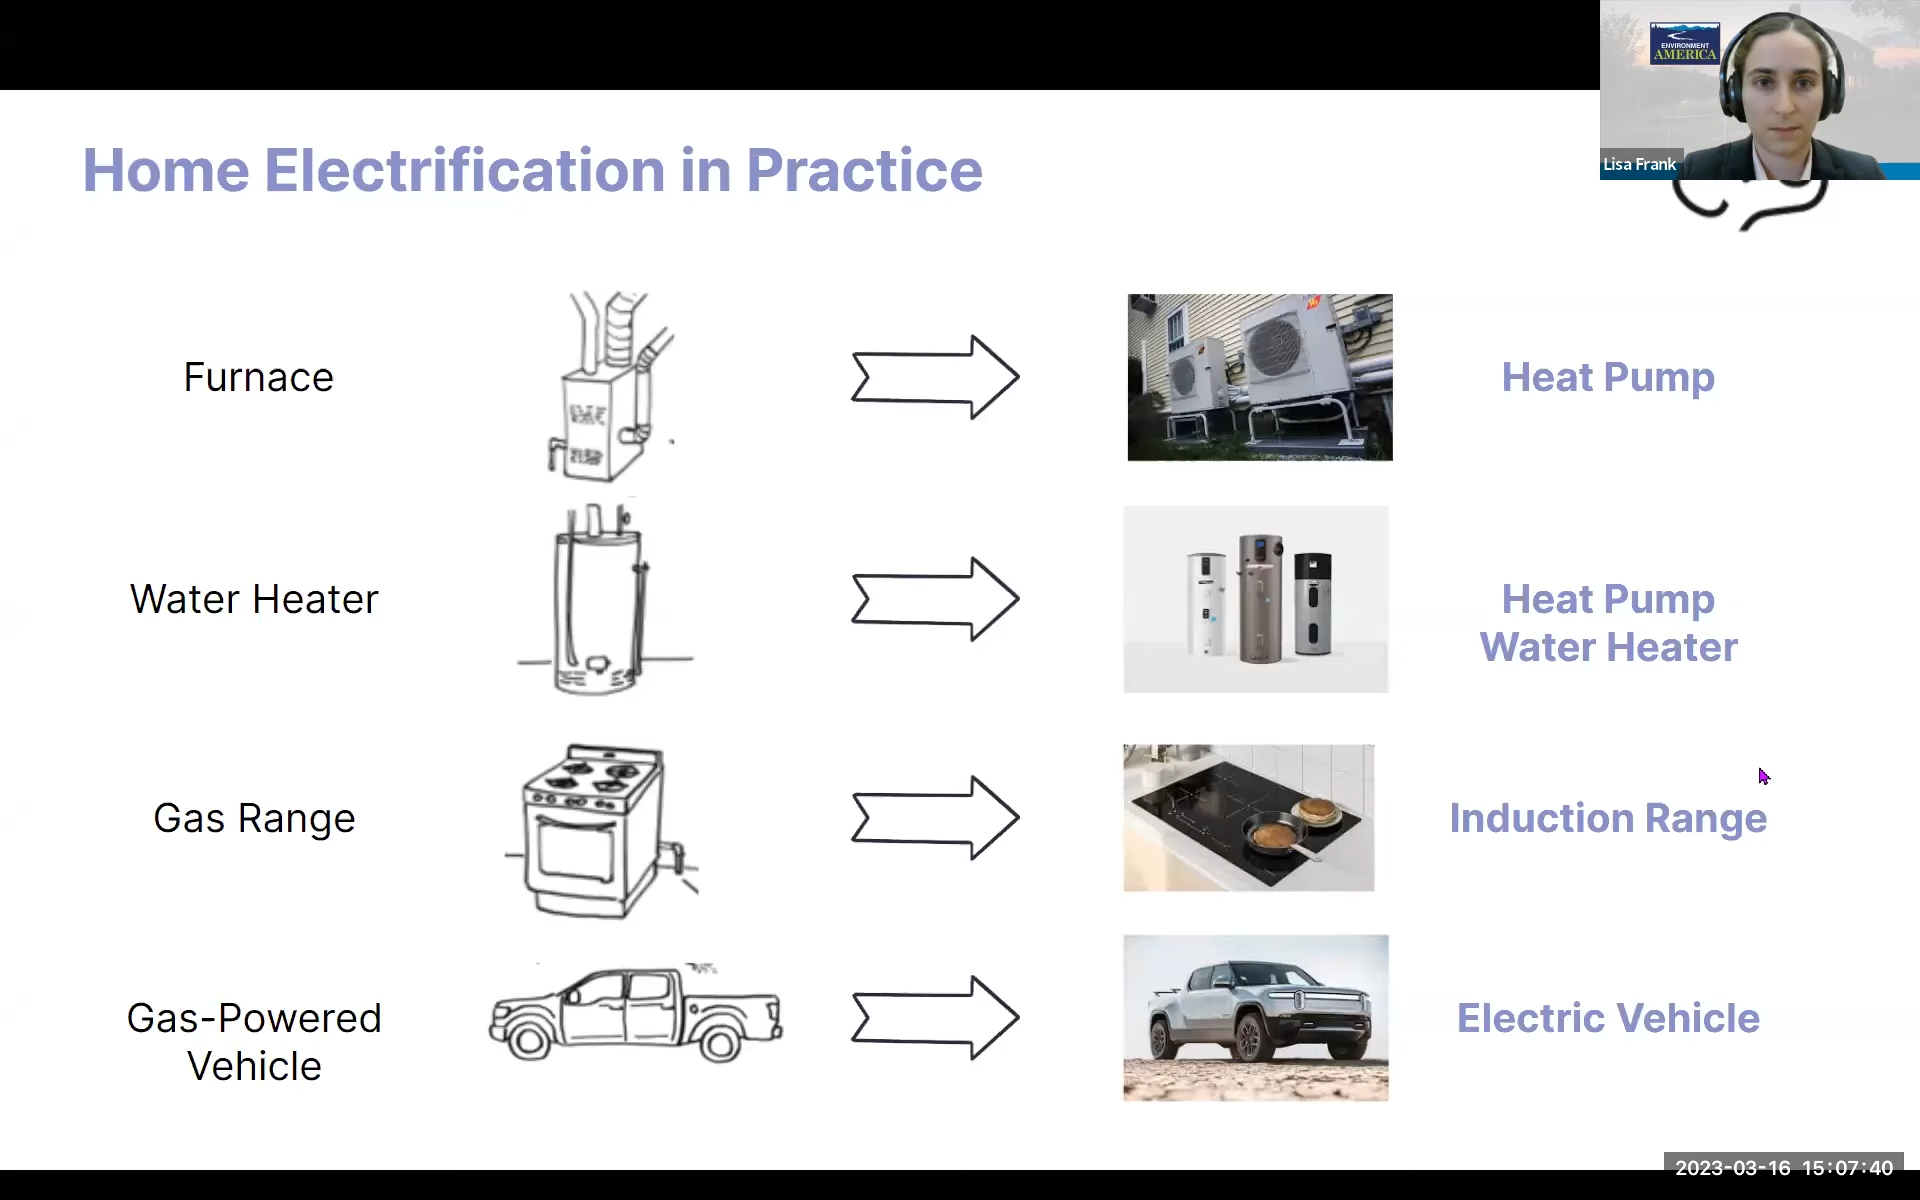 ENVIRONMENT
AMERICA
Lisa Frank
Home Electrification in Practice
Furnace
Heat Pump
Water Heater
Heat Pump
Water Heater
Gas Range
Induction Range
Gas-Powered
Vehicle
Electric Vehicle
2023-03-16 15:07:40